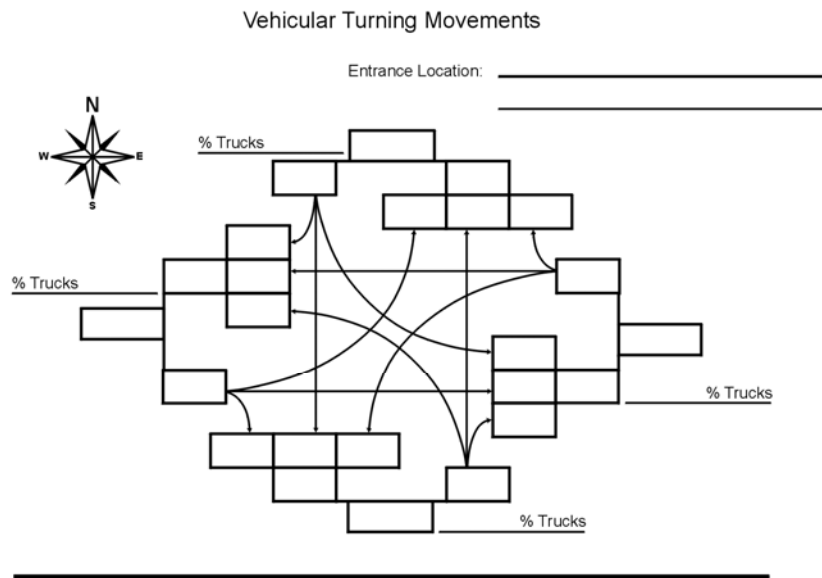 Vehicular Turning Movements
Entrance Location:
N
W E
S
% Trucks
% Trucks
% Trucks
% Trucks